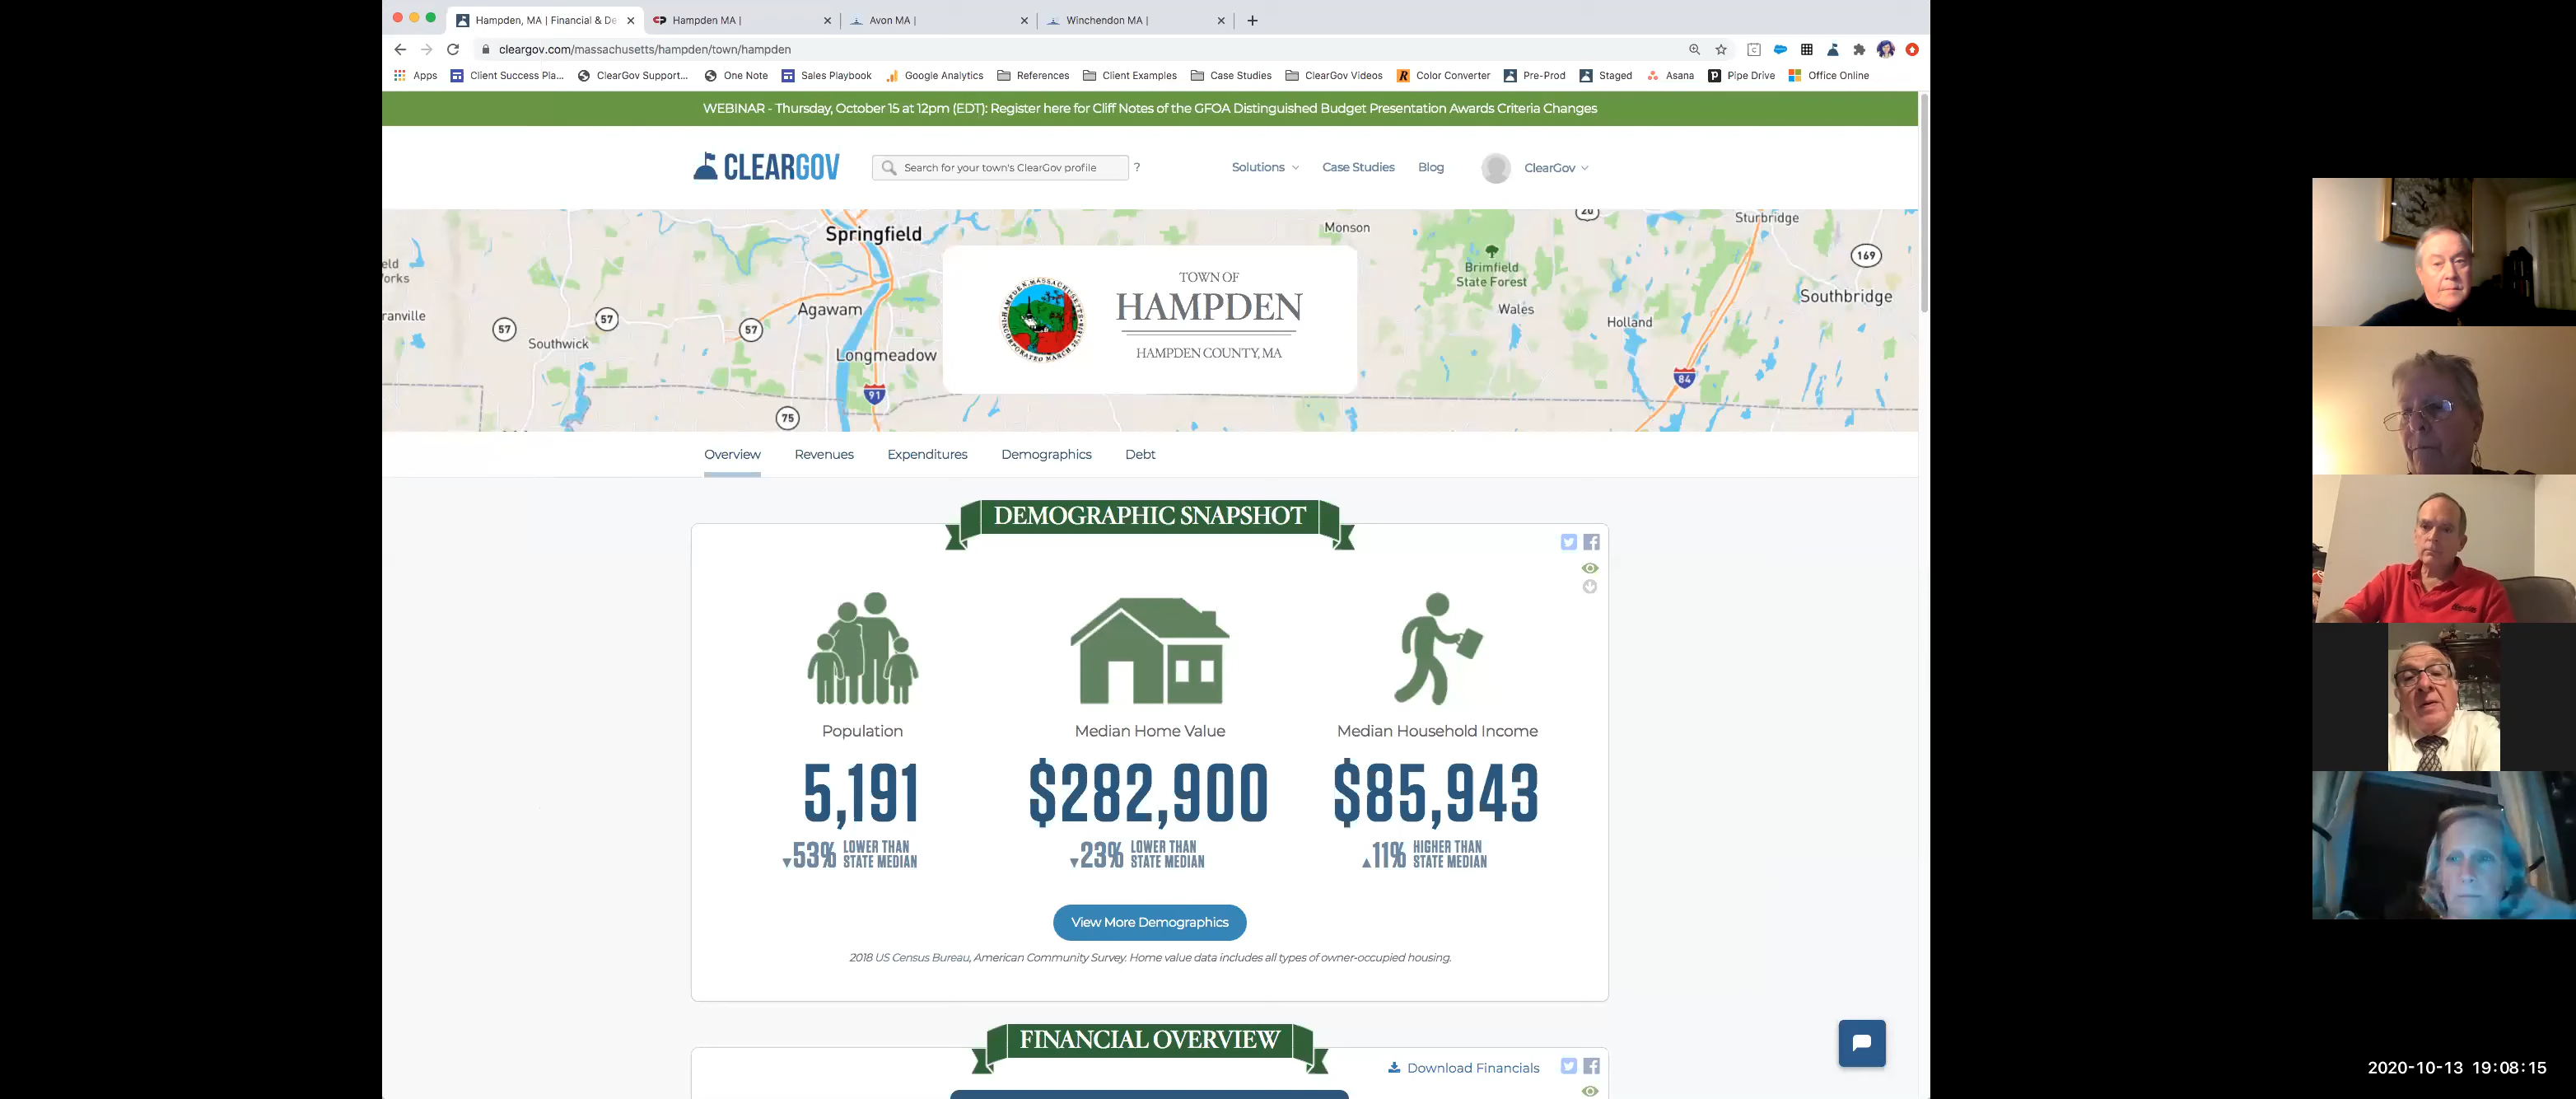 Hampden, MA | Financial & De
Hampden MA |
Avon MA |
Winchendon MA |
cleargov.com/massachusetts/hampden/town/hampden
Apps
Client Success Pla...
ClearGov Support...
One Note
Sales Playbook
Google Analytics
References
Client Examples
Case Studies
ClearGov Videos
Color Converter
Pre-Prod
Staged
Asana
Pipe Drive
Office Online
WEBINAR - Thursday, October 15 at 12pm (EDT): Register here for Cliff Notes of the GFOA Distinguished Budget Presentation Awards Criteria Changes
CLEARGOV
Search for your town's ClearGov profile
?
Solutions
Case Studies
Blog
ClearGov
Springfield
Monson
20
Sturbridge
eld
orks
Brimfield
State Forest
169
Agawam
Southbridge
ranville
57
57
57
Southwick
Longmeadow
Wales
Holland
91
84
75
TOWN OF
HAMPDEN
HAMPDEN COUNTY, MA
Overview
Revenues
Expenditures
Demographics
Debt
DEMOGRAPHIC SNAPSHOT
Population
Median Home Value
Median Household Income
5,191
$282,900
$85,943
▼53% LOWER THAN STATE MEDIAN
▼23% LOWER THAN STATE MEDIAN
▲11% HIGHER THAN STATE MEDIAN
View More Demographics
2018 US Census Bureau, American Community Survey. Home value data includes all types of owner-occupied housing.
FINANCIAL OVERVIEW
Download Financials
2020-10-13 19:08:15